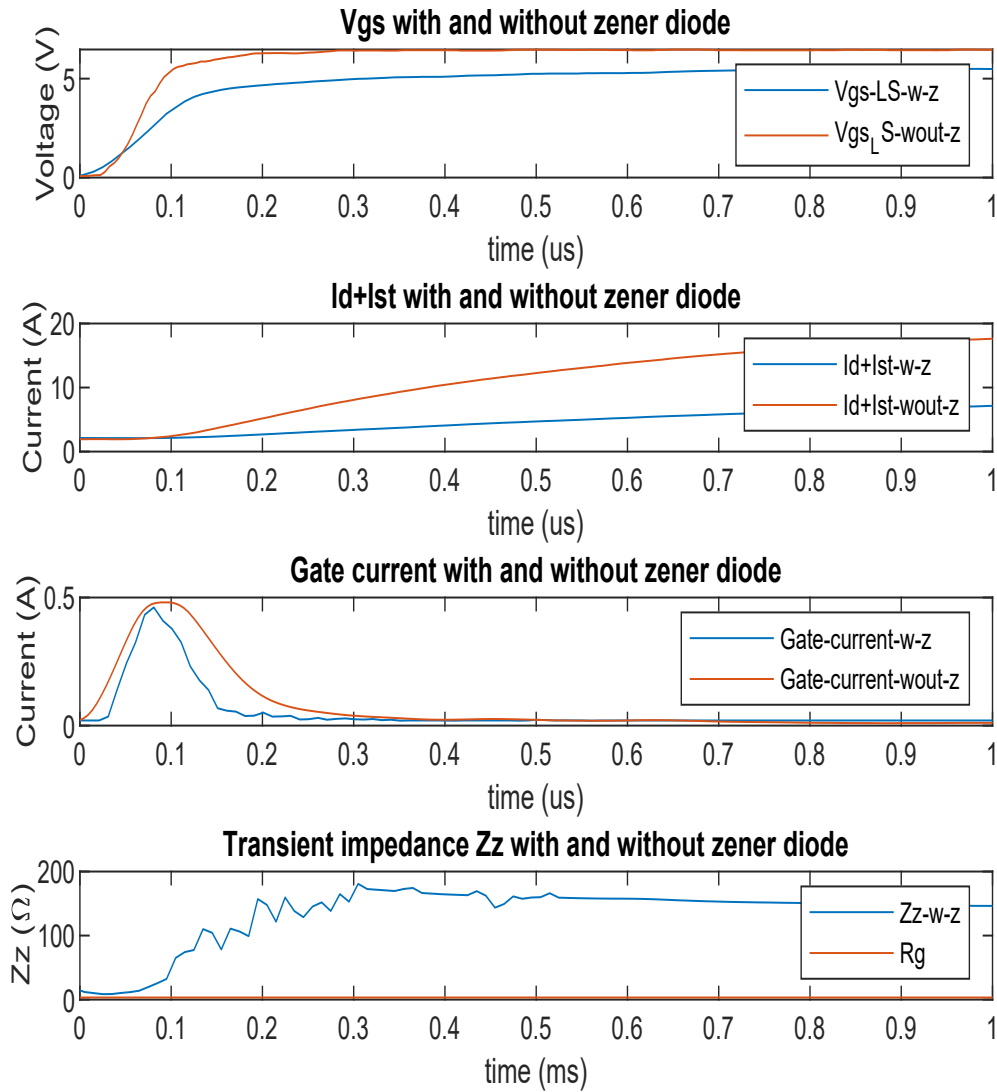 Vgs with and without zener diode
Voltage (V)
5
0
Vgs-LS-w-z
Vgs_LS-wout-z
0 0.1 0.2 0.3 0.4 0.5 0.6 0.7 0.8 0.9 1
time (us)
Id+Ist with and without zener diode
Current (A)
20
10
0
Id+Ist-w-z
Id+Ist-wout-z
0 0.1 0.2 0.3 0.4 0.5 0.6 0.7 0.8 0.9 1
time (us)
Gate current with and without zener diode
Current (A)
0.5
0
Gate-current-w-z
Gate-current-wout-z
0 0.1 0.2 0.3 0.4 0.5 0.6 0.7 0.8 0.9 1
time (us)
Transient impedance Zz with and without zener diode
Zz (Ω)
200
100
0
Zz-w-z
Rg
0 0.1 0.2 0.3 0.4 0.5 0.6 0.7 0.8 0.9 1
time (ms)